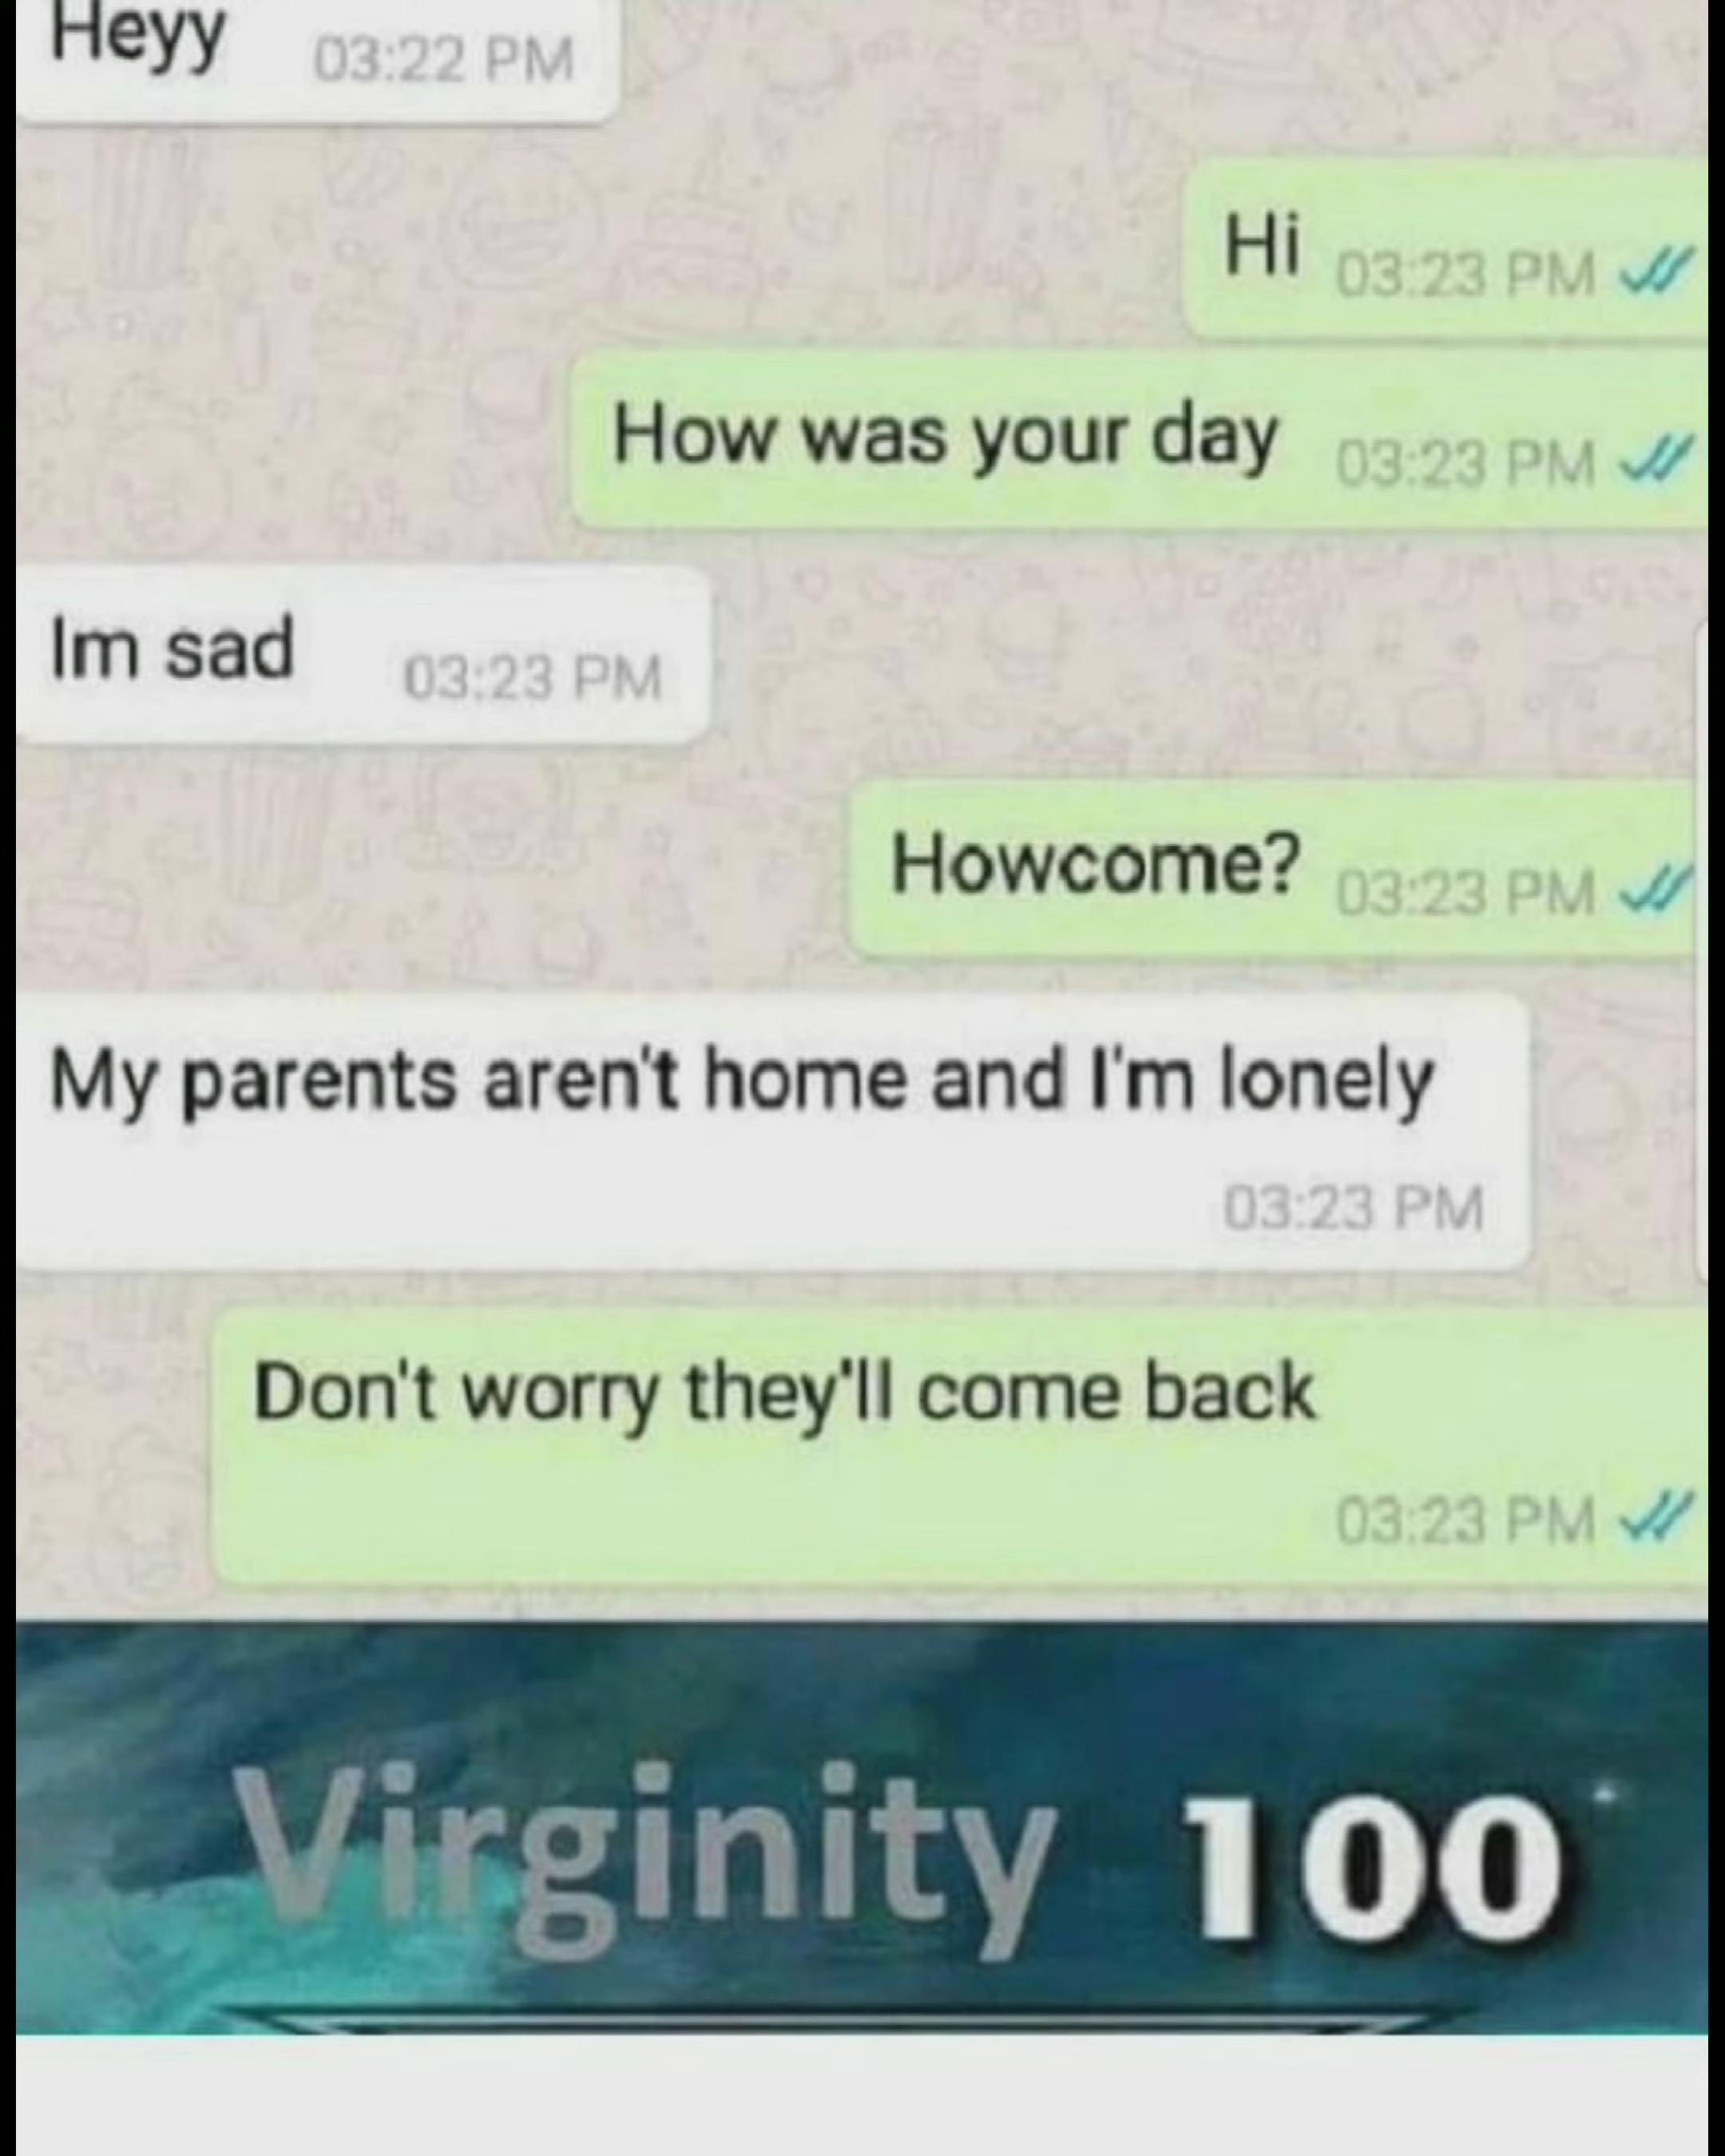 Heyy 03:22 PM
Hi 03:23 PM
How was your day 03:23 PM
Im sad 03:23 PM
Howcome? 03:23 PM
My parents aren't home and I'm lonely
03:23 PM
Don't worry they'll come back
03:23 PM
Virginity 100